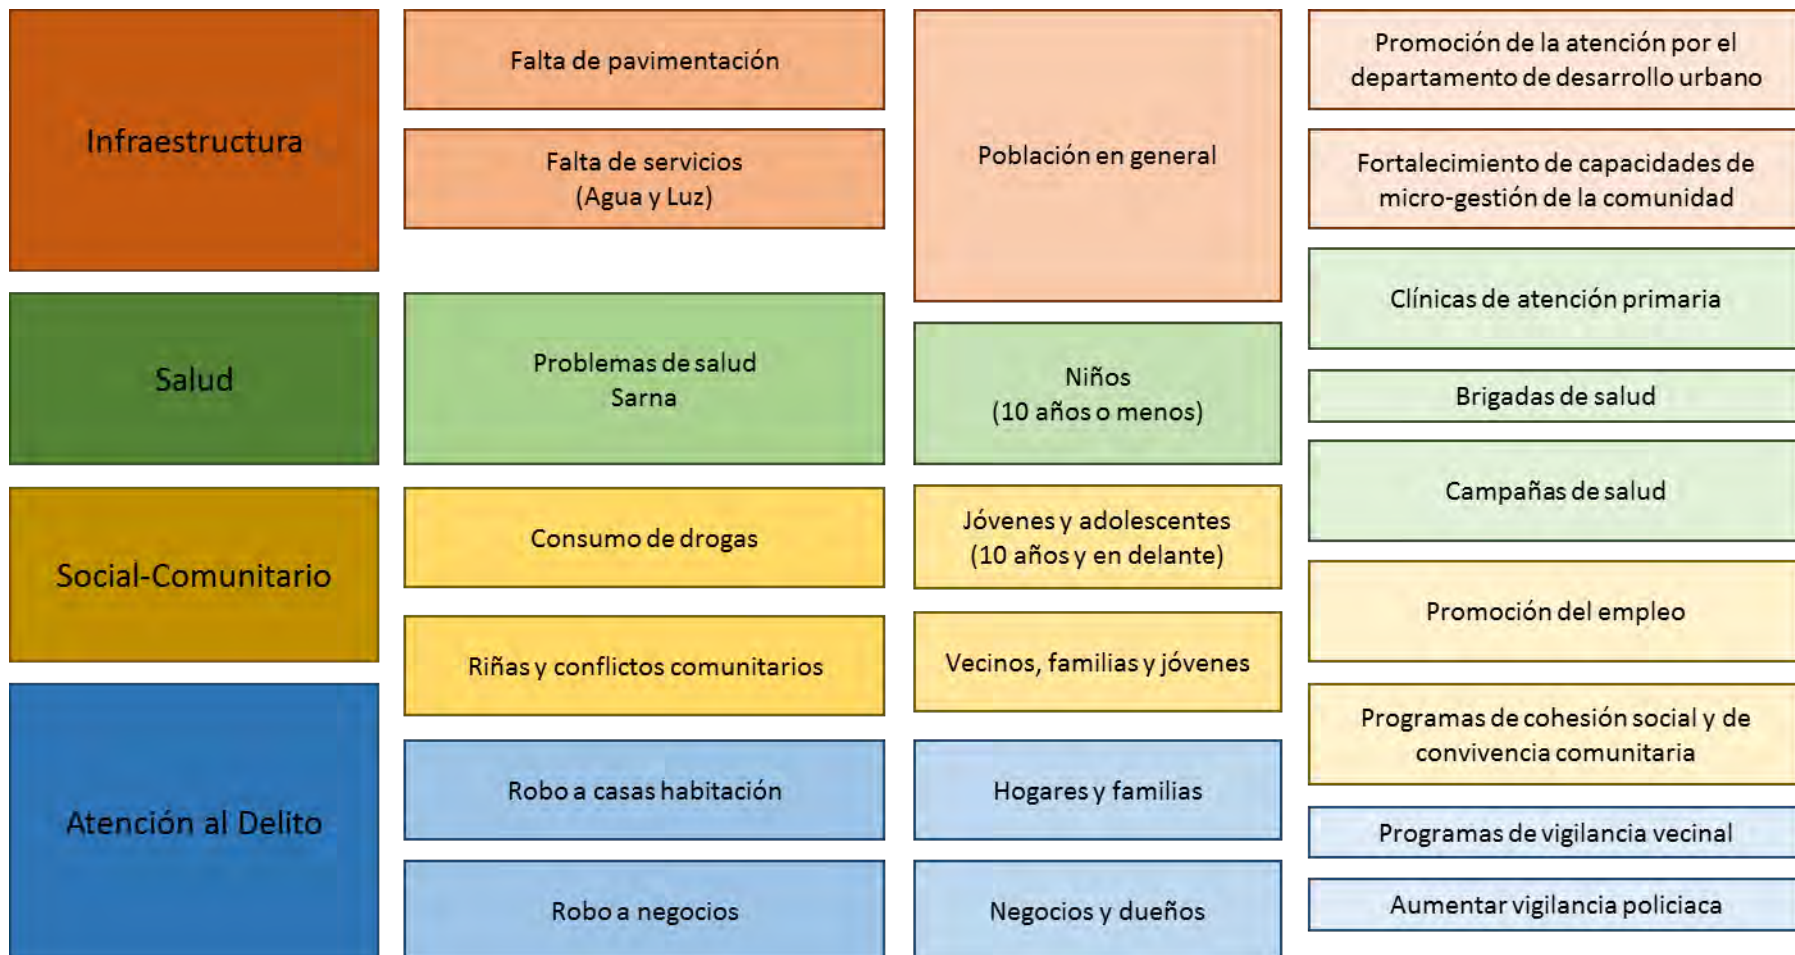 Infraestructura
Falta de pavimentación
Falta de servicios
(Agua y Luz)
Población en general
Promoción de la atención por el
departamento de desarrollo urbano
Fortalecimiento de capacidades de
micro-gestión de la comunidad
Salud
Problemas de salud
Sarna
Niños
(10 años o menos)
Clínicas de atención primaria
Brigadas de salud
Campañas de salud
Social-Comunitario
Consumo de drogas
Jóvenes y adolescentes
(10 años y en delante)
Riñas y conflictos comunitarios
Vecinos, familias y jóvenes
Promoción del empleo
Programas de cohesión social y de
convivencia comunitaria
Atención al Delito
Robo a casas habitación
Hogares y familias
Robo a negocios
Negocios y dueños
Programas de vigilancia vecinal
Aumentar vigilancia policiaca